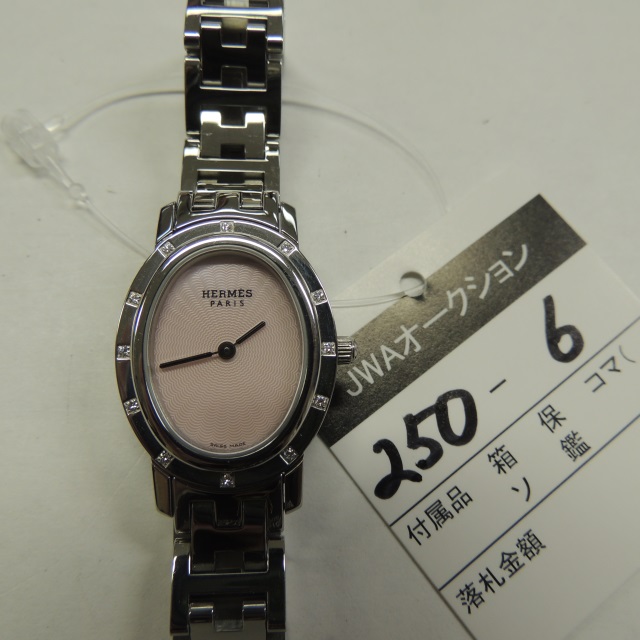 HERMÈS
PARIS
SWISS MADE
JWAオークション
250-6
付属品 箱 保 コマ(
ソ 鑑
落札金額